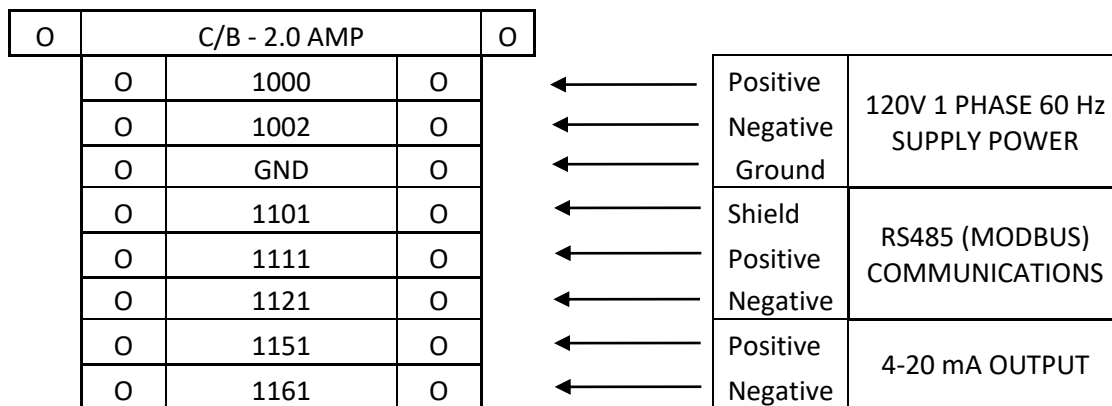 O C/B - 2.0 AMP O
O 1000 O Positive
O 1002 O Negative
O GND O Ground
120V 1 PHASE 60 Hz
SUPPLY POWER
O 1101 O Shield
O 1111 O Positive
O 1121 O Negative
RS485 (MODBUS)
COMMUNICATIONS
O 1151 O Positive
O 1161 O Negative
4-20 mA OUTPUT